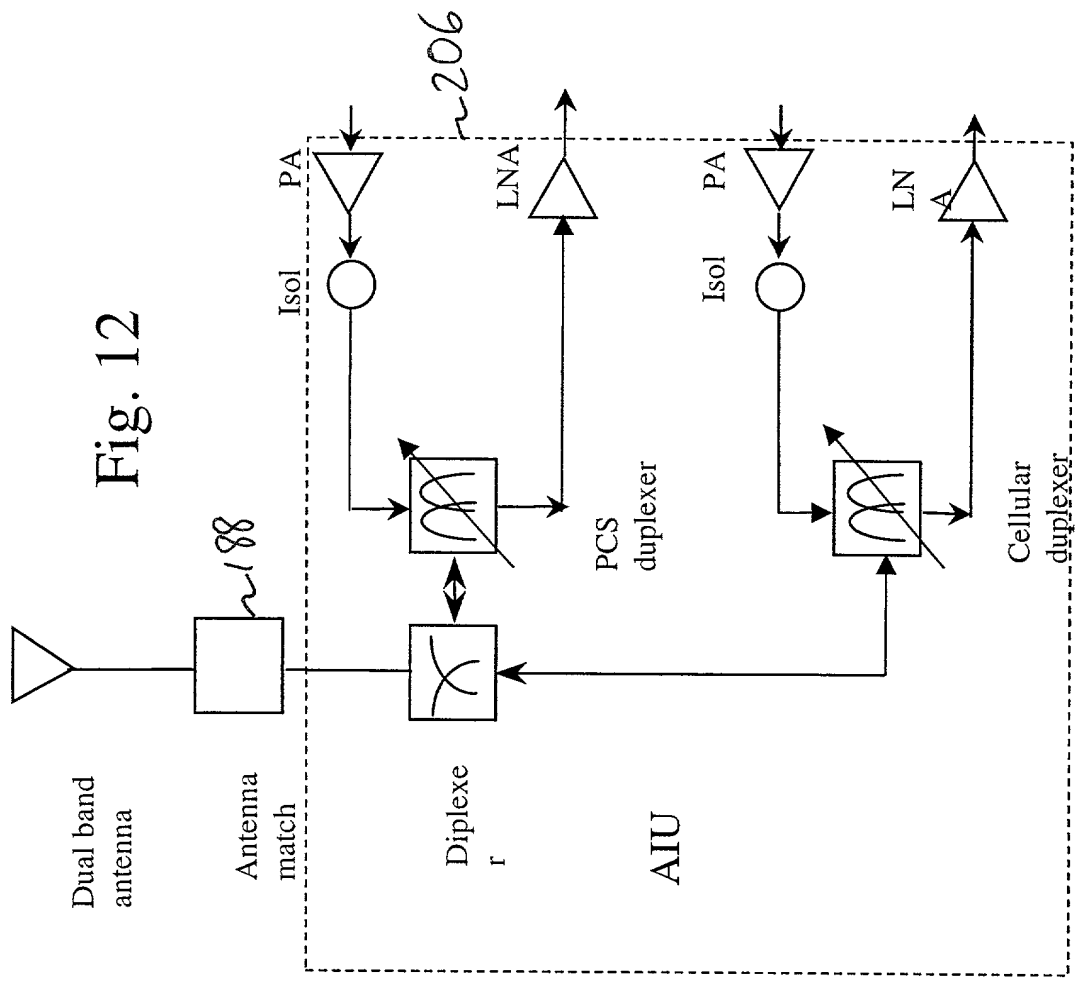 Fig. 12
Dual band
antenna
Antenna
match
~188
Diplexe
r
AIU
~206
PA
Isol
LNA
PCS
duplexer
PA
Isol
LN
A
Cellular
duplexer